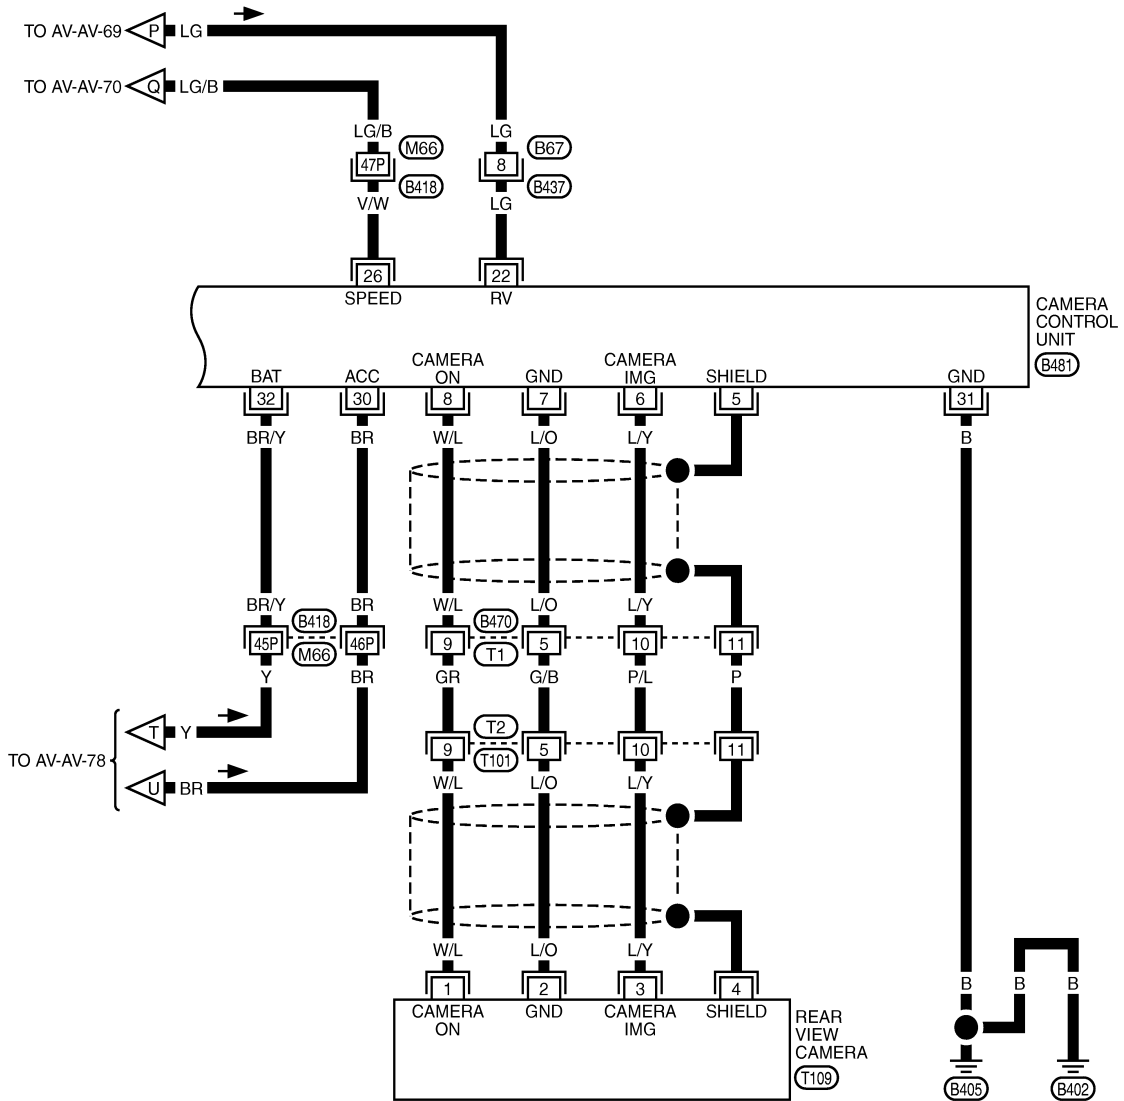 TO AV-AV-69 P LG
TO AV-AV-70 Q LG/B
LG/B LG
M66 B67
47P 8
B418 B437
V/W LG
26 22
SPEED RV
CAMERA
CONTROL
UNIT
B481
CAMERA CAMERA
BAT ACC ON GND IMG SHIELD GND
32 30 8 7 6 5 31
BR/Y BR W/L L/O L/Y B
BR/Y BR W/L L/O L/Y
B418 B470
45P 46P 9 5 10 11
M66 T1
Y BR GR G/B P/L P
T2
T Y
9 5 10 11
TO AV-AV-78
T101
U BR
W/L L/O L/Y
W/L L/O L/Y
B B B
1 2 3 4
CAMERA GND CAMERA SHIELD
ON IMG
REAR
VIEW
CAMERA
T109
B405 B402